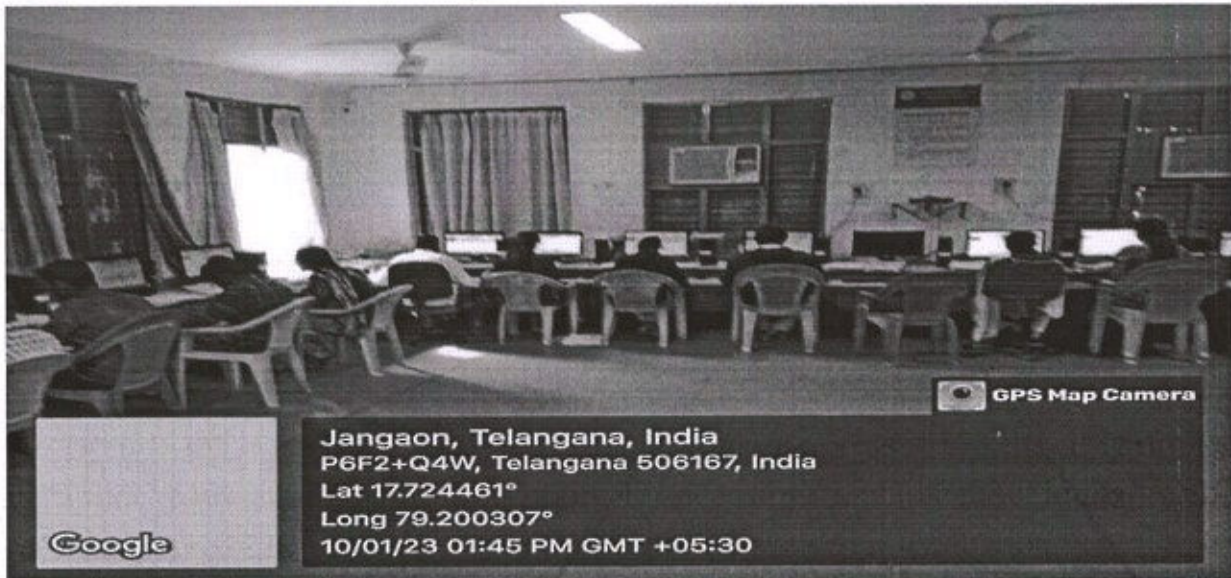 GPS Map Camera
Jangaon, Telangana, India
P6F2+Q4W, Telangana 506167, India
Lat 17.724461°
Long 79.200307°
10/01/23 01:45 PM GMT +05:30
Google